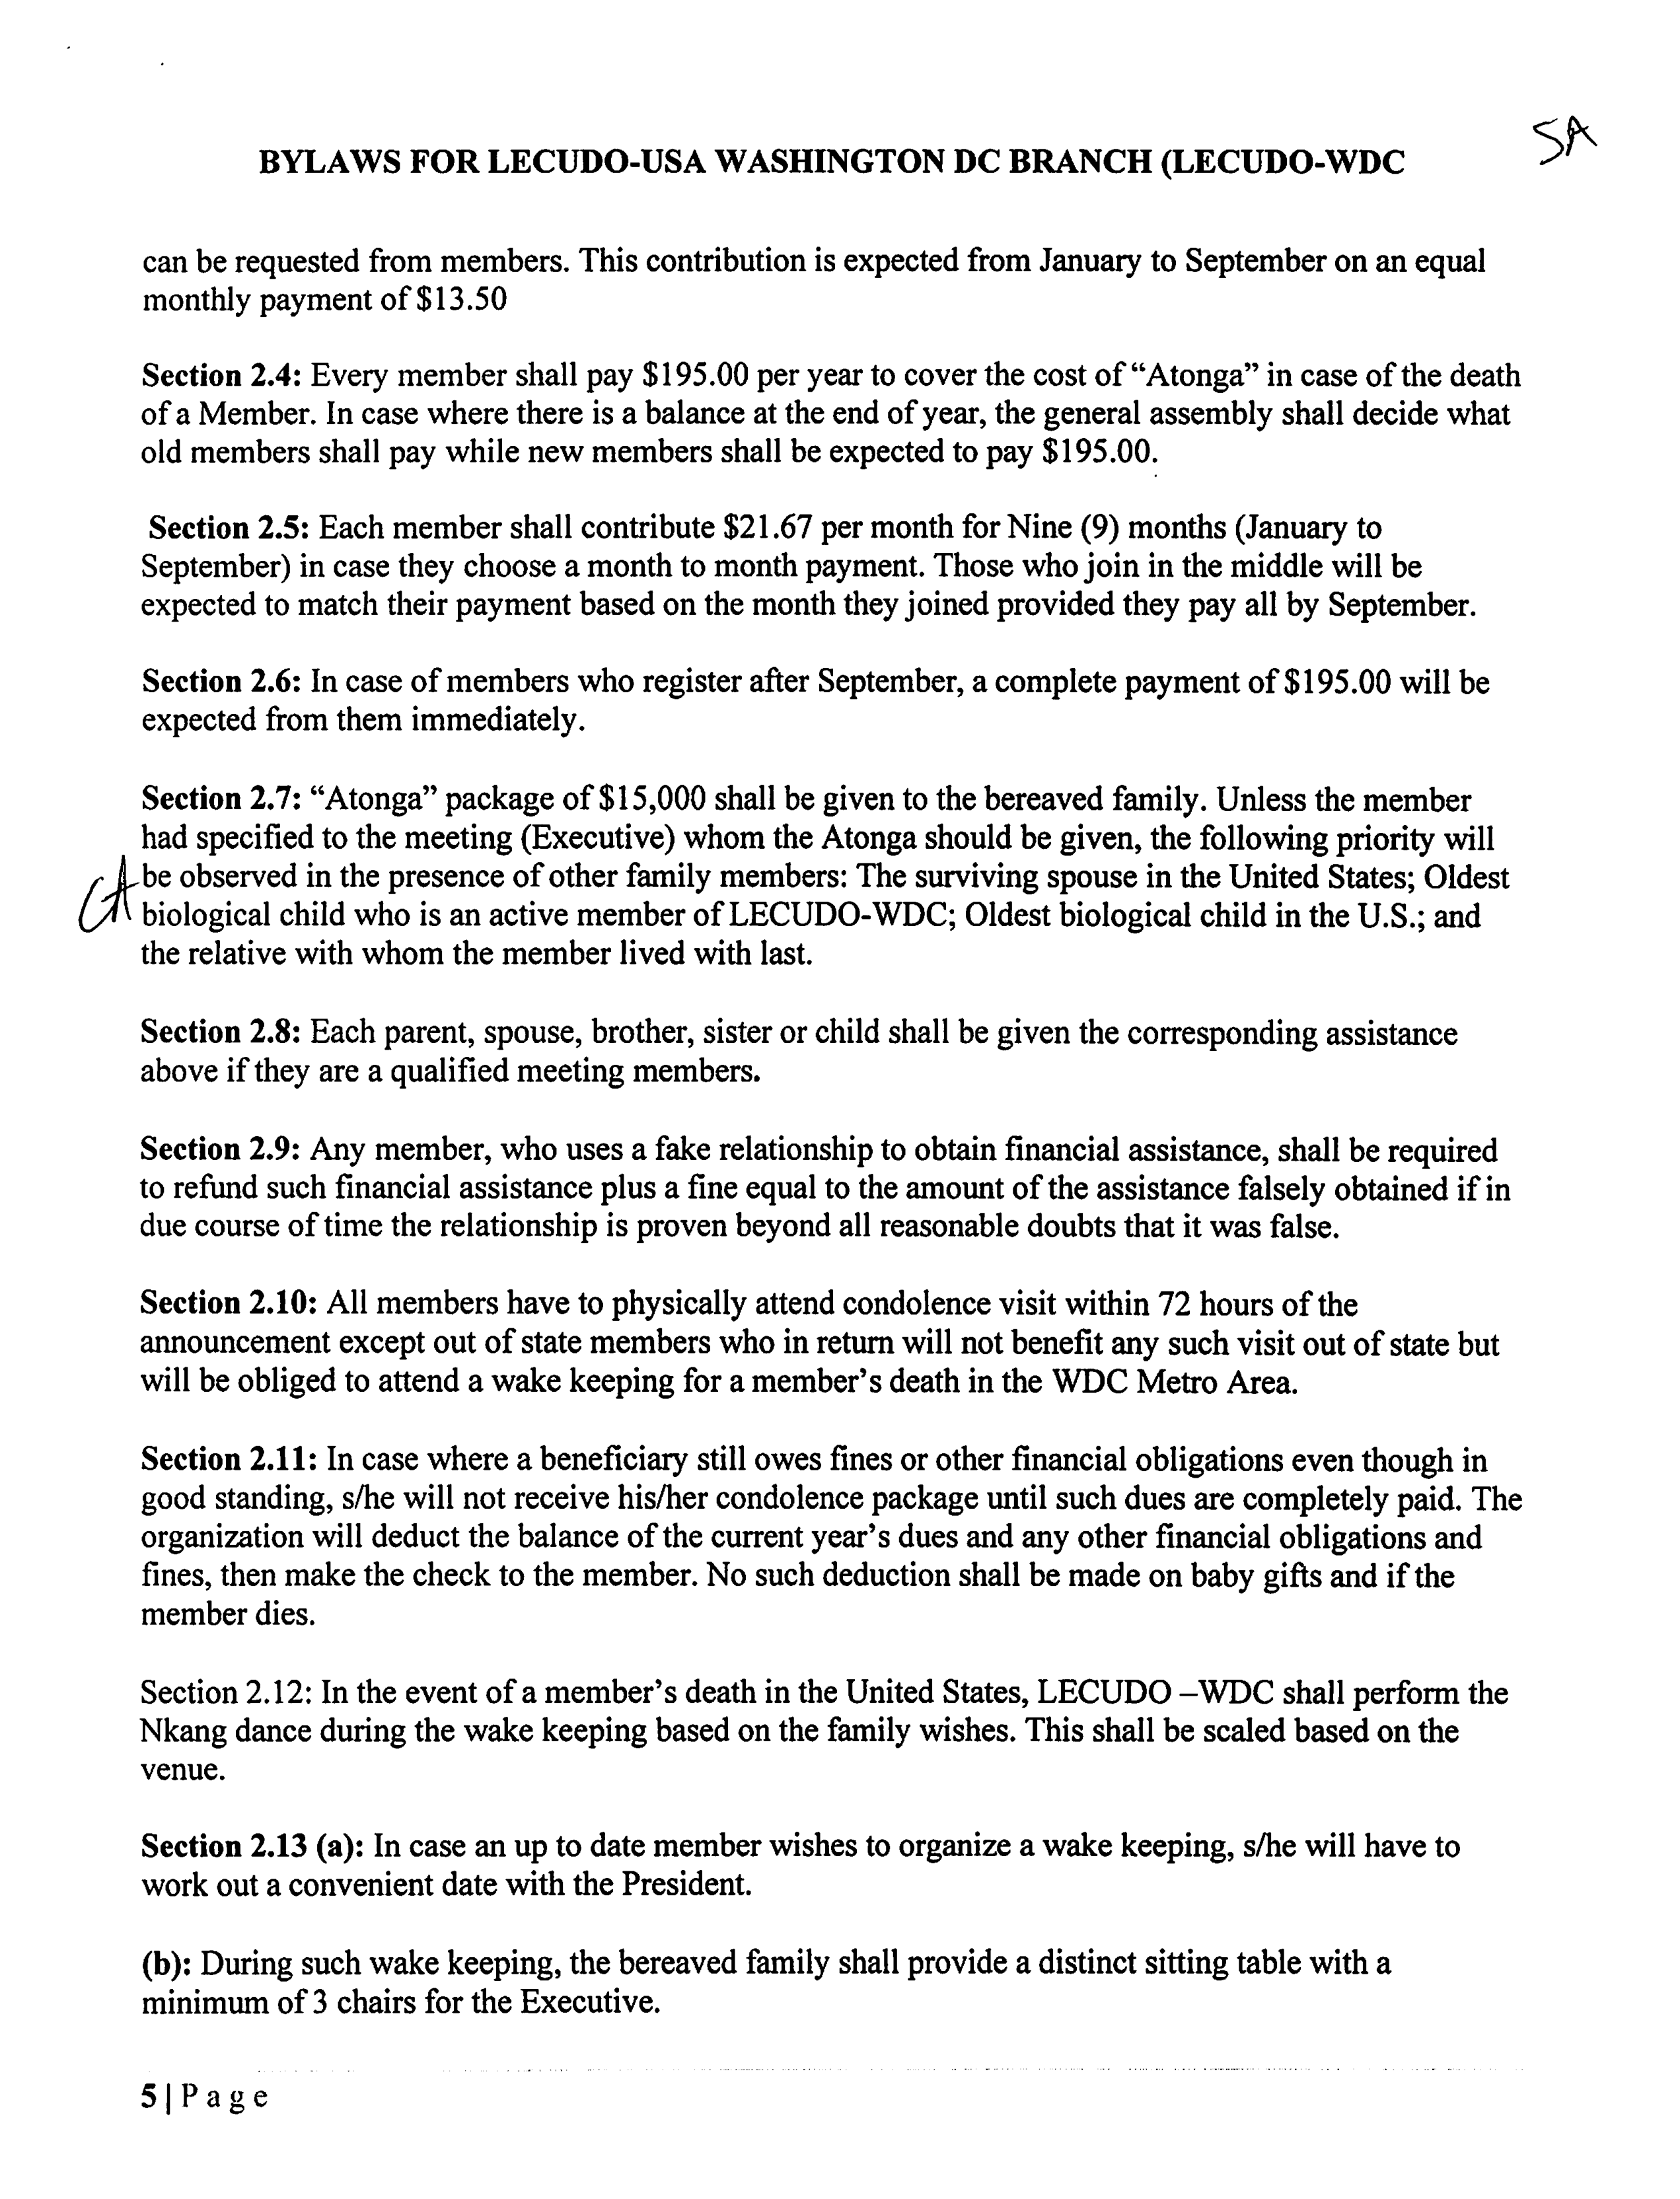 SA
BYLAWS FOR LECUDO-USA WASHINGTON DC BRANCH (LECUDO-WDC
can be requested from members. This contribution is expected from January to September on an equal
monthly payment of $13.50
Section 2.4: Every member shall pay $195.00 per year to cover the cost of “Atonga” in case of the death
of a Member. In case where there is a balance at the end of year, the general assembly shall decide what
old members shall pay while new members shall be expected to pay $195.00.
Section 2.5: Each member shall contribute $21.67 per month for Nine (9) months (January to
September) in case they choose a month to month payment. Those who join in the middle will be
expected to match their payment based on the month they joined provided they pay all by September.
Section 2.6: In case of members who register after September, a complete payment of $195.00 will be
expected from them immediately.
Section 2.7: “Atonga” package of $15,000 shall be given to the bereaved family. Unless the member
had specified to the meeting (Executive) whom the Atonga should be given, the following priority will
be observed in the presence of other family members: The surviving spouse in the United States; Oldest
biological child who is an active member of LECUDO-WDC; Oldest biological child in the U.S.; and
the relative with whom the member lived with last.
Section 2.8: Each parent, spouse, brother, sister or child shall be given the corresponding assistance
above if they are a qualified meeting members.
Section 2.9: Any member, who uses a fake relationship to obtain financial assistance, shall be required
to refund such financial assistance plus a fine equal to the amount of the assistance falsely obtained if in
due course of time the relationship is proven beyond all reasonable doubts that it was false.
Section 2.10: All members have to physically attend condolence visit within 72 hours of the
announcement except out of state members who in return will not benefit any such visit out of state but
will be obliged to attend a wake keeping for a member’s death in the WDC Metro Area.
Section 2.11: In case where a beneficiary still owes fines or other financial obligations even though in
good standing, s/he will not receive his/her condolence package until such dues are completely paid. The
organization will deduct the balance of the current year’s dues and any other financial obligations and
fines, then make the check to the member. No such deduction shall be made on baby gifts and if the
member dies.
Section 2.12: In the event of a member’s death in the United States, LECUDO –WDC shall perform the
Nkang dance during the wake keeping based on the family wishes. This shall be scaled based on the
venue.
Section 2.13 (a): In case an up to date member wishes to organize a wake keeping, s/he will have to
work out a convenient date with the President.
(b): During such wake keeping, the bereaved family shall provide a distinct sitting table with a
minimum of 3 chairs for the Executive.
5 | P a g e